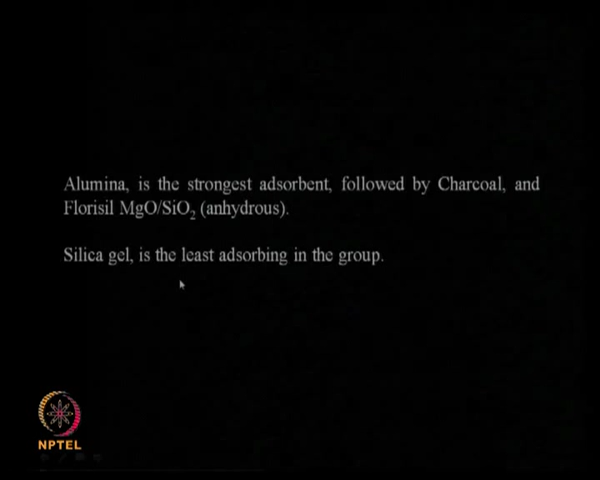 Alumina, is the strongest adsorbent, followed by Charcoal, and
Florisil MgO/SiO₂ (anhydrous).
Silica gel, is the least adsorbing in the group.
NPTEL